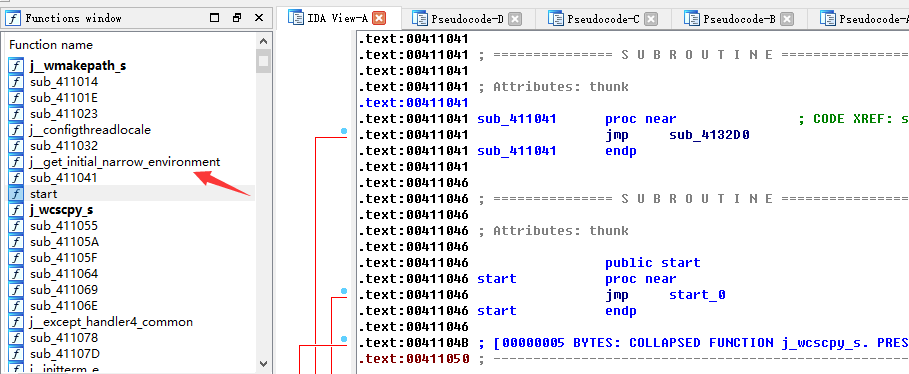 Functions window
Function name
f j__wmakepath_s
f sub_411014
f sub_41101E
f sub_411023
f j__configthreadlocale
f sub_411032
f j__get_initial_narrow_environment
f sub_411041
f start
f j_wcscpy_s
f sub_411055
f sub_41105A
f sub_41105F
f sub_411064
f sub_411069
f sub_41106E
f j__except_handler4_common
f sub_411078
f sub_41107D
f j__initterm_e
IDA View-A Pseudocode-D Pseudocode-C Pseudocode-B Pseudocode-A
.text:00411041
.text:00411041 ; =============== S U B R O U T I N E ===============
.text:00411041
.text:00411041 ; Attributes: thunk
.text:00411041
.text:00411041 sub_411041 proc near ; CODE XREF: s
.text:00411041 jmp sub_4132D0
.text:00411041 sub_411041 endp
.text:00411041
.text:00411046
.text:00411046 ; =============== S U B R O U T I N E ===============
.text:00411046
.text:00411046 ; Attributes: thunk
.text:00411046
.text:00411046 public start
.text:00411046 start proc near
.text:00411046 jmp start_0
.text:00411046 start endp
.text:00411046
.text:0041104B ; [00000005 BYTES: COLLAPSED FUNCTION j_wcscpy_s. PRES
.text:00411050 ; ---------------------------------------------------